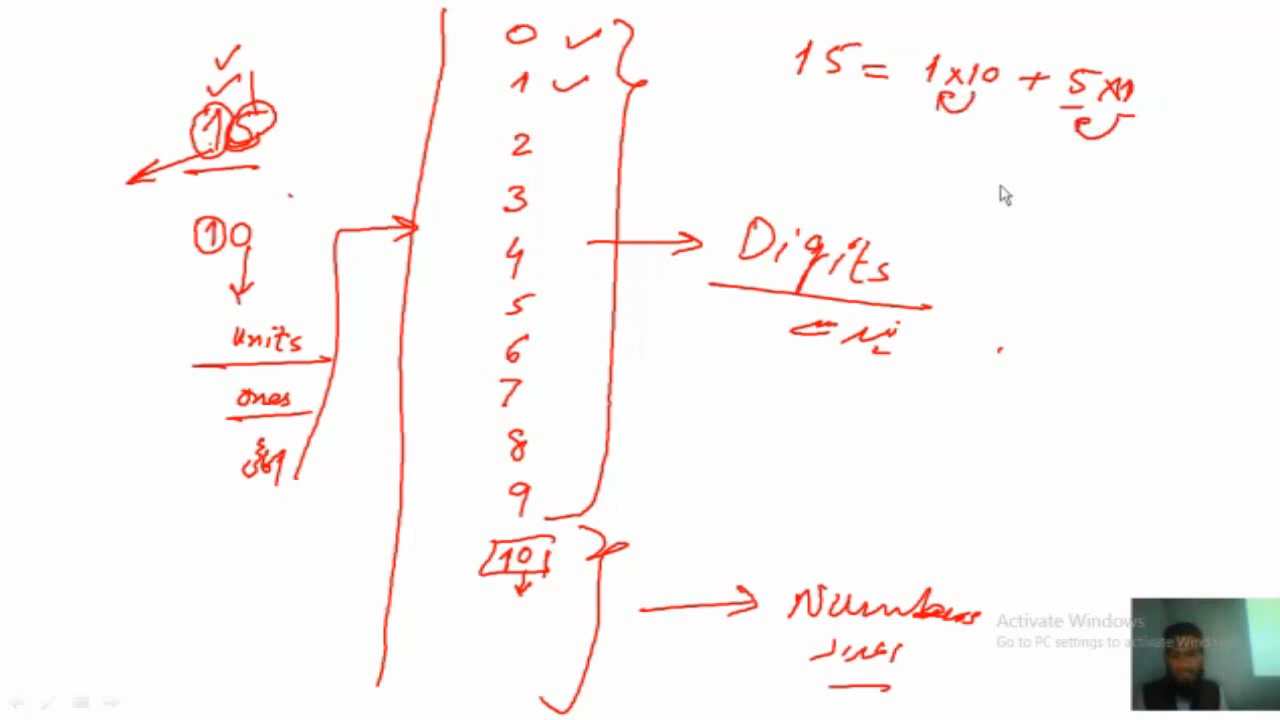 15
10
units
ones
0
1
2
3
4
5
6
7
8
9
10
15 = 1×10 + 5×1
Digits
Numbers
Activate Windows
Go to PC settings to activate Wind